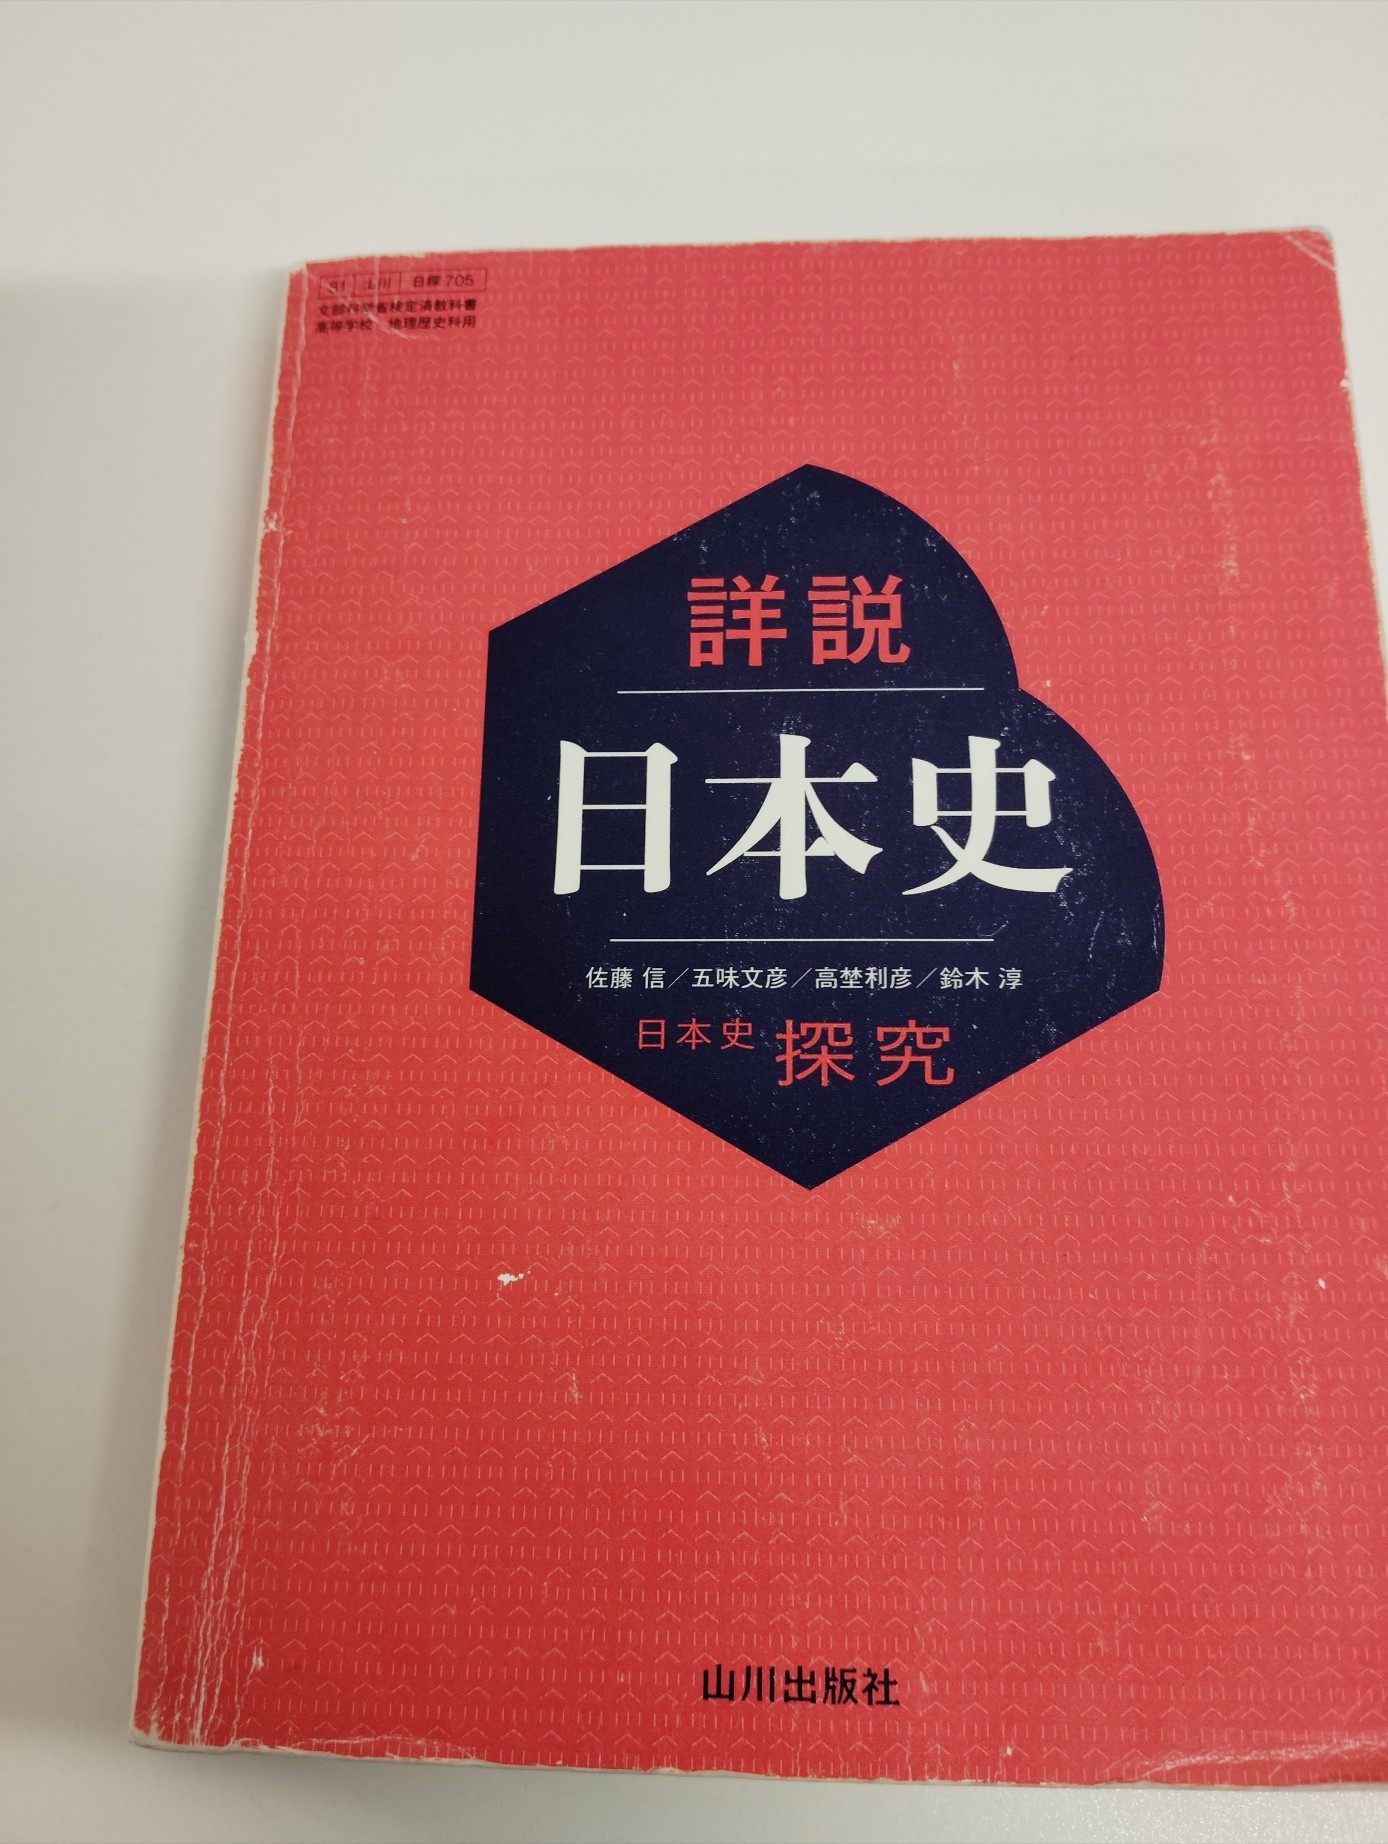 81 山川 日探 705
文部科学省検定済教科書
高等学校 地理歴史科用
詳説
日本史
佐藤 信／五味文彦／高埜利彦／鈴木 淳
日本史 探究
山川出版社